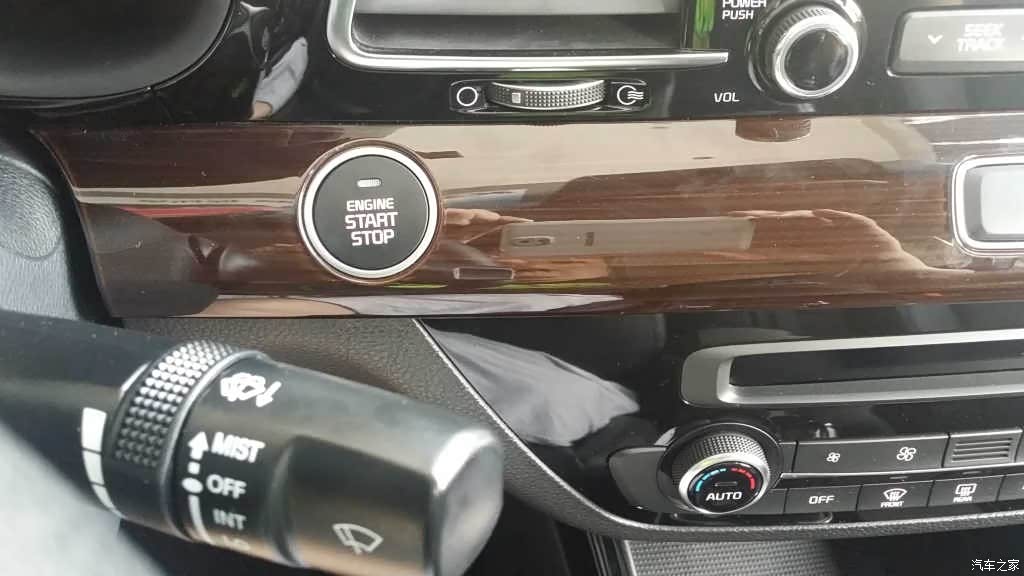 POWER
PUSH
SEEK
TRACK
VOL
ENGINE
START
STOP
MIST
OFF
INT
LO
AUTO
OFF
FRONT
REAR
汽车之家